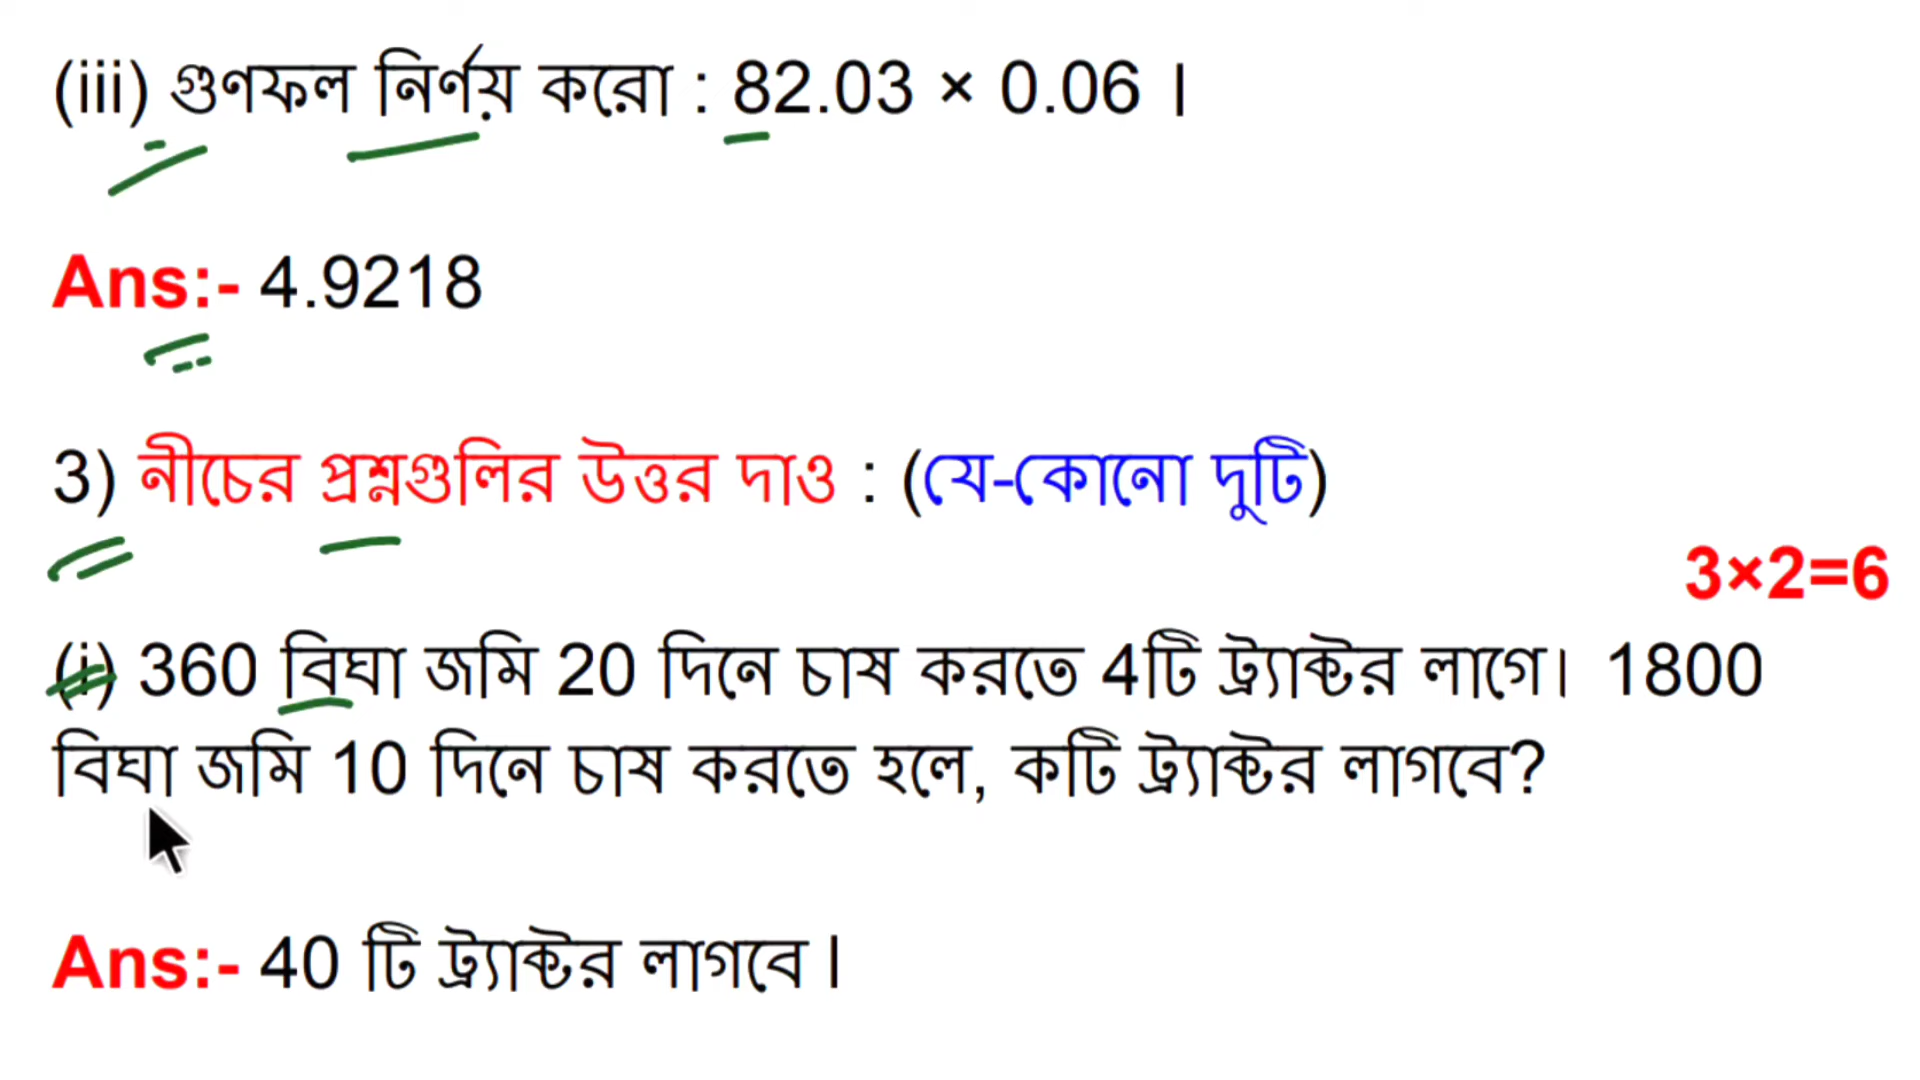 (iii) গুণফল নির্ণয় করো : 82.03 × 0.06 ।
Ans:- 4.9218
3) নীচের প্রশ্নগুলির উত্তর দাও : (যে-কোনো দুটি)
3×2=6
(i) 360 বিঘা জমি 20 দিনে চাষ করতে 4টি ট্র্যাক্টর লাগে। 1800
বিঘা জমি 10 দিনে চাষ করতে হলে, কটি ট্র্যাক্টর লাগবে?
Ans:- 40 টি ট্র্যাক্টর লাগবে l